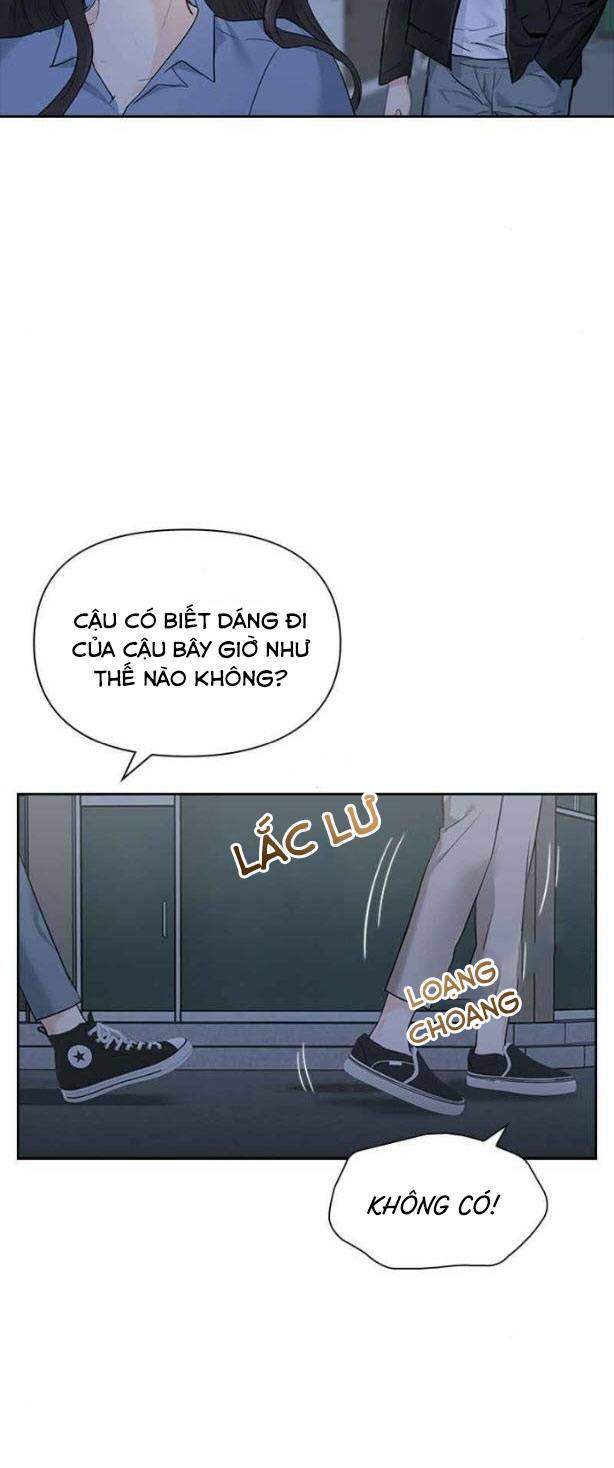 CẬU CÓ BIẾT DÁNG ĐI
CỦA CẬU BÂY GIỜ NHƯ
THẾ NÀO KHÔNG?
LẮC LƯ
LOẠNG
CHOẠNG
KHÔNG CÓ!